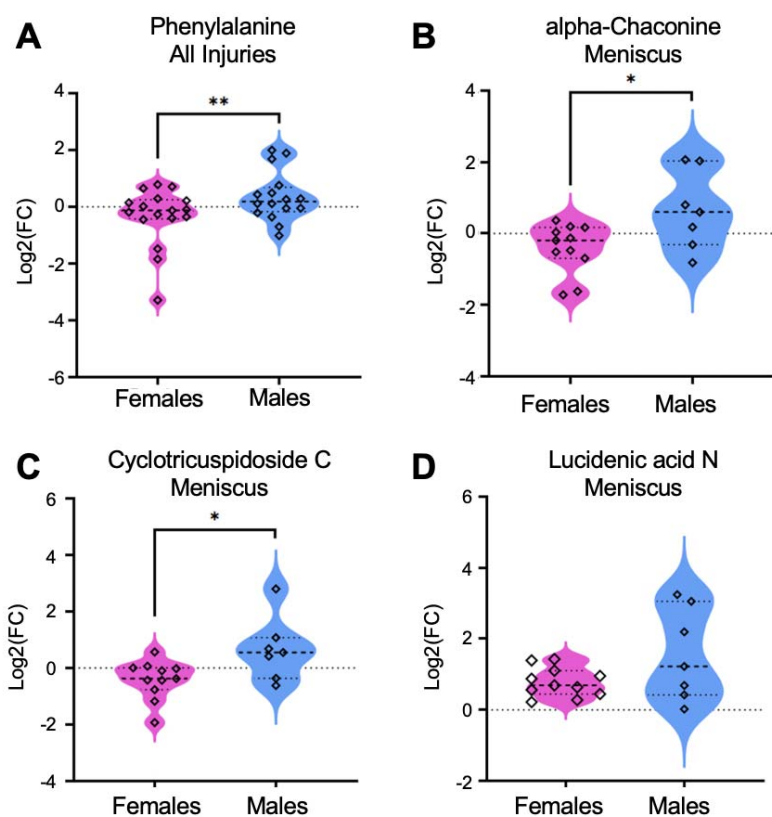 A
Phenylalanine
All Injuries
**
4
2
0
-2
-4
-6
Log2(FC)
Females Males
B
alpha-Chaconine
Meniscus
*
4
2
0
-2
-4
Log2(FC)
Females Males
C
Cyclotricuspidoside C
Meniscus
*
6
4
2
0
-2
-4
Log2(FC)
Females Males
D
Lucidenic acid N
Meniscus
6
4
2
0
-2
Log2(FC)
Females Males